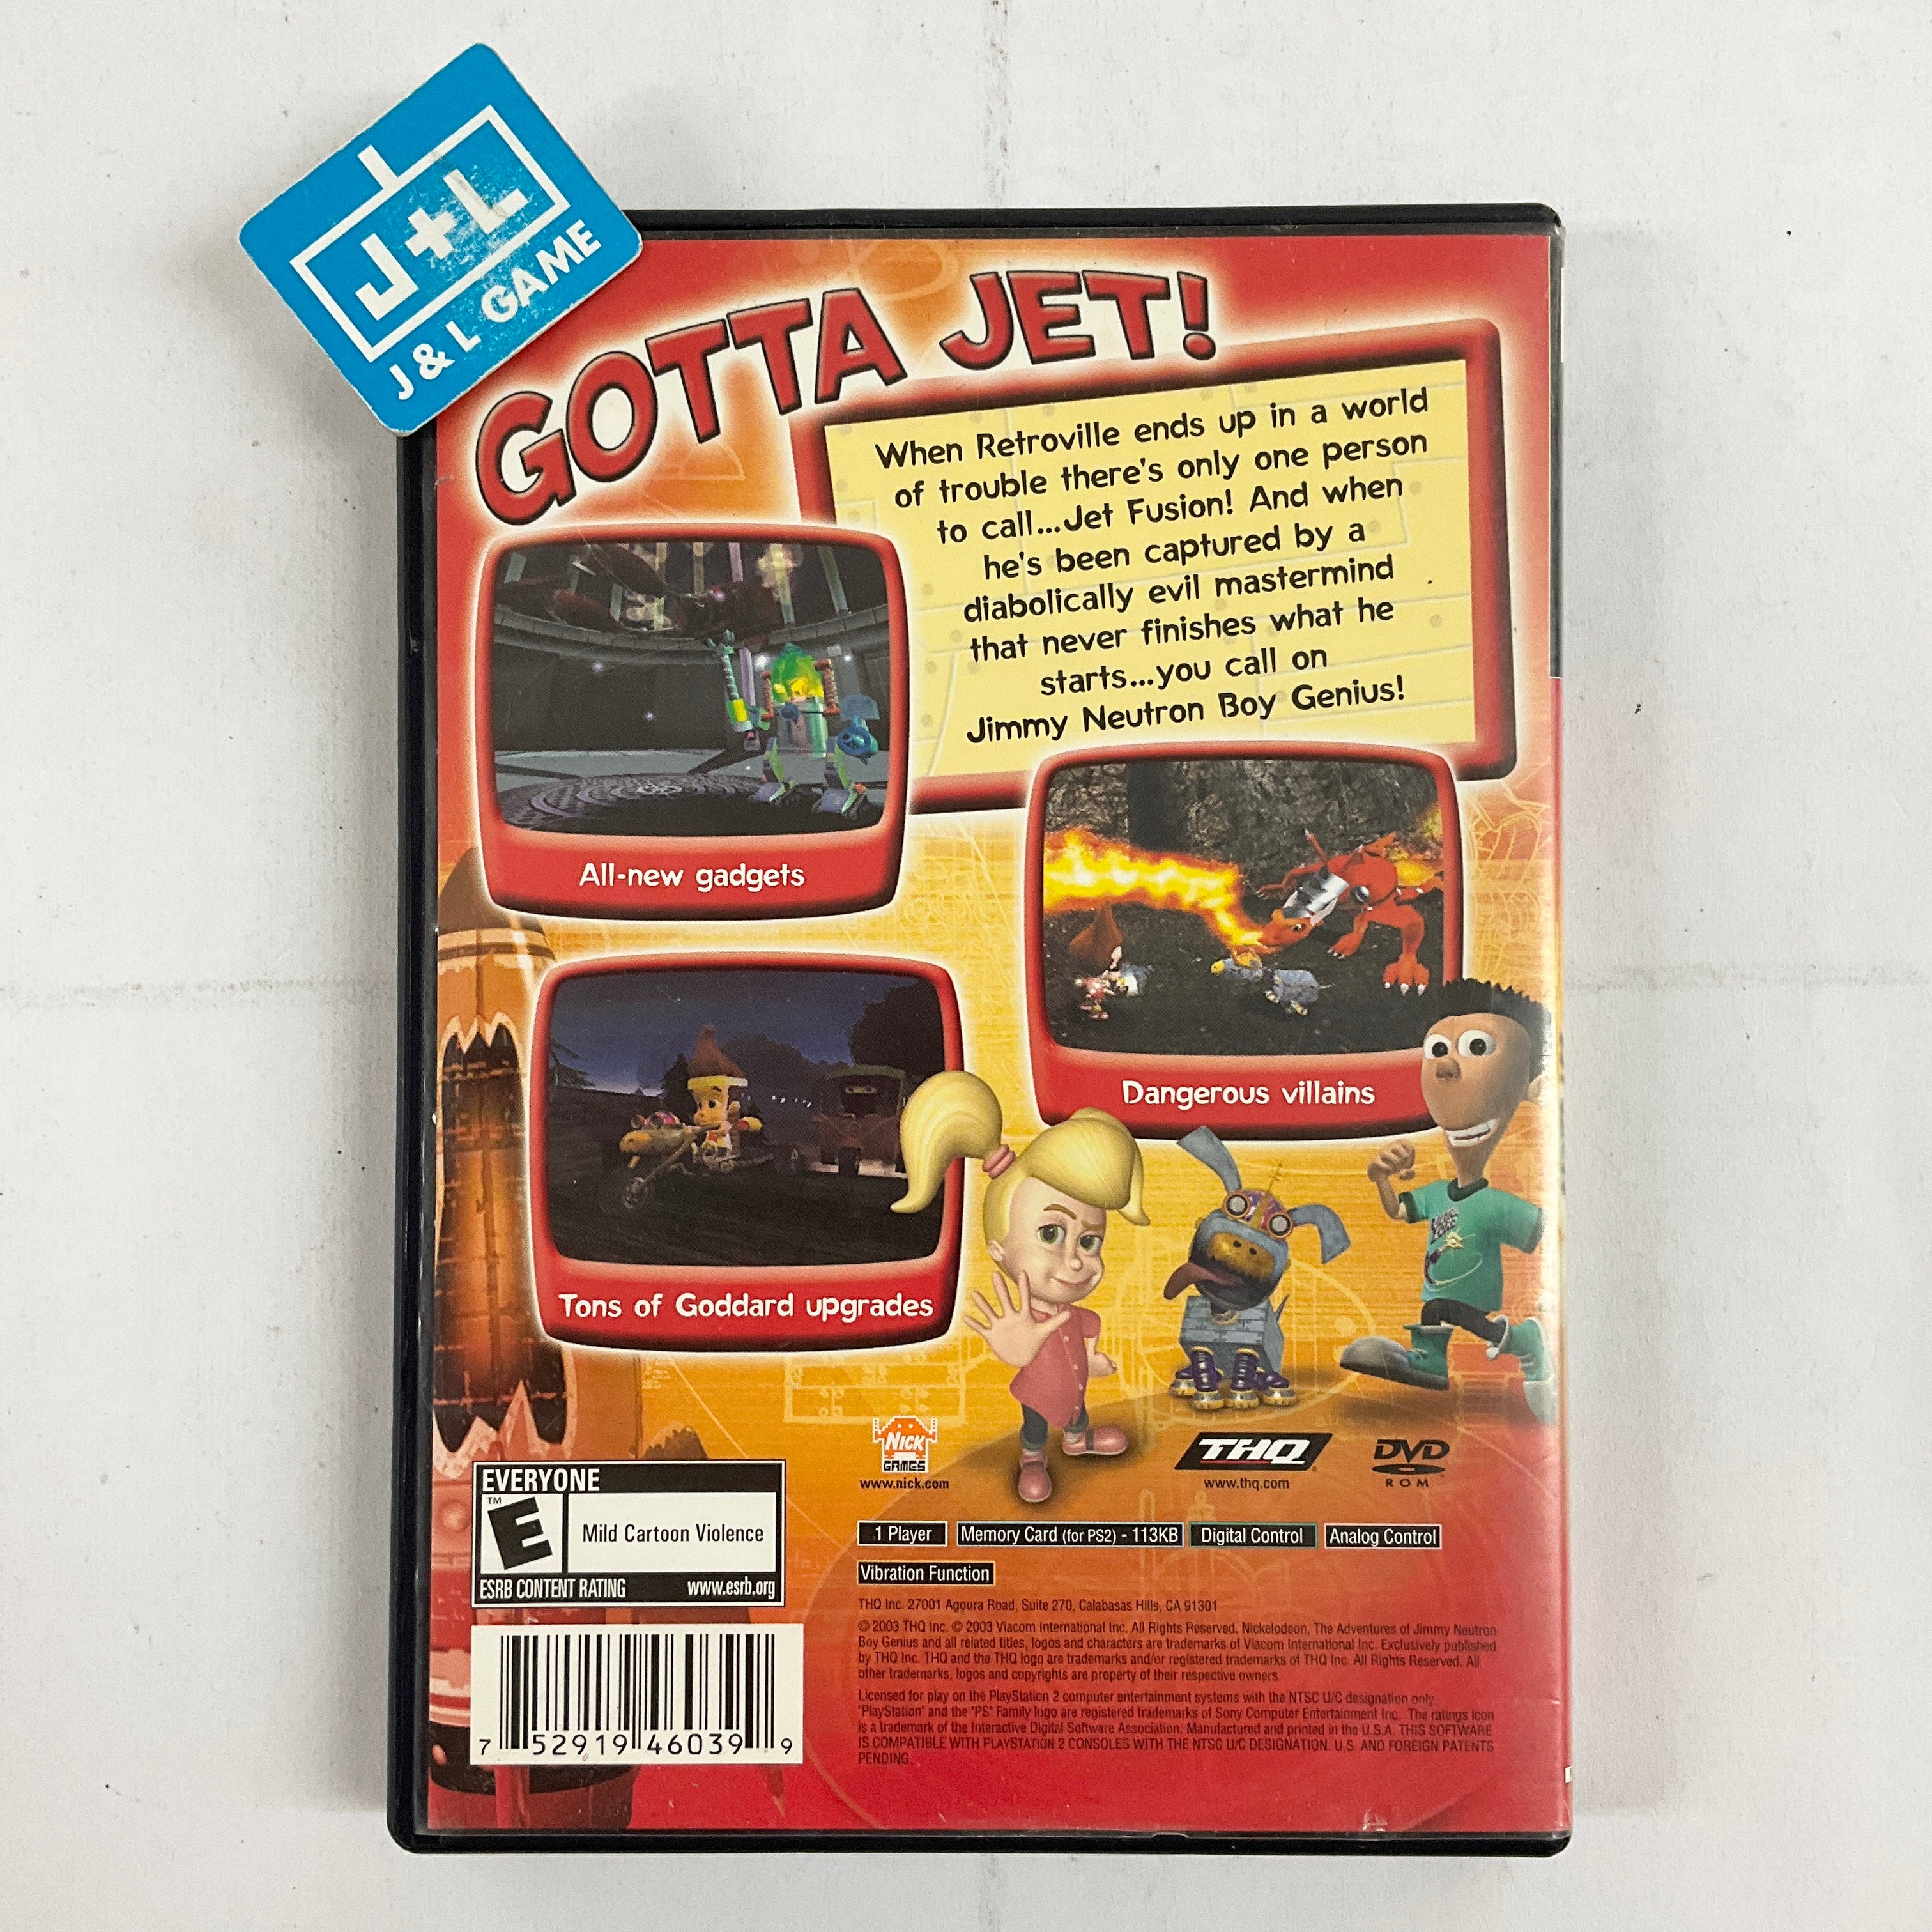 J+L
J & L GAME
GOTTA JET!
When Retroville ends up in a world
of trouble there's only one person
to call...Jet Fusion! And when
he's been captured by a
diabolically evil mastermind
that never finishes what he
starts...you call on
Jimmy Neutron Boy Genius!
All-new gadgets
Dangerous villains
Tons of Goddard upgrades
NICK
GAMES
www.nick.com
THQ
www.thq.com
DVD
ROM
EVERYONE
E
TM
Mild Cartoon Violence
ESRB CONTENT RATING www.esrb.org
1 Player Memory Card (for PS2) - 113KB Digital Control Analog Control
Vibration Function
THQ Inc. 27001 Agoura Road, Suite 270, Calabasas Hills, CA 91301
© 2003 THQ Inc. © 2003 Viacom International Inc. All Rights Reserved, Nickelodeon, The Adventures of Jimmy Neutron
Boy Genius and all related titles, logos and characters are trademarks of Viacom International Inc. Exclusively published
by THQ Inc. THQ and the THQ logo are trademarks and/or registered trademarks of THQ Inc. All Rights Reserved. All
other trademarks, logos and copyrights are property of their respective owners.
Licensed for play on the PlayStation 2 computer entertainment systems with the NTSC U/C designation only.
"PlayStation" and the "PS" Family logo are registered trademarks of Sony Computer Entertainment Inc. The ratings icon
is a trademark of the Interactive Digital Software Association. Manufactured and printed in the U.S.A. THIS SOFTWARE
IS COMPATIBLE WITH PLAYSTATION 2 CONSOLES WITH THE NTSC U/C DESIGNATION. U.S. AND FOREIGN PATENTS
PENDING.
7 52919 46039 9